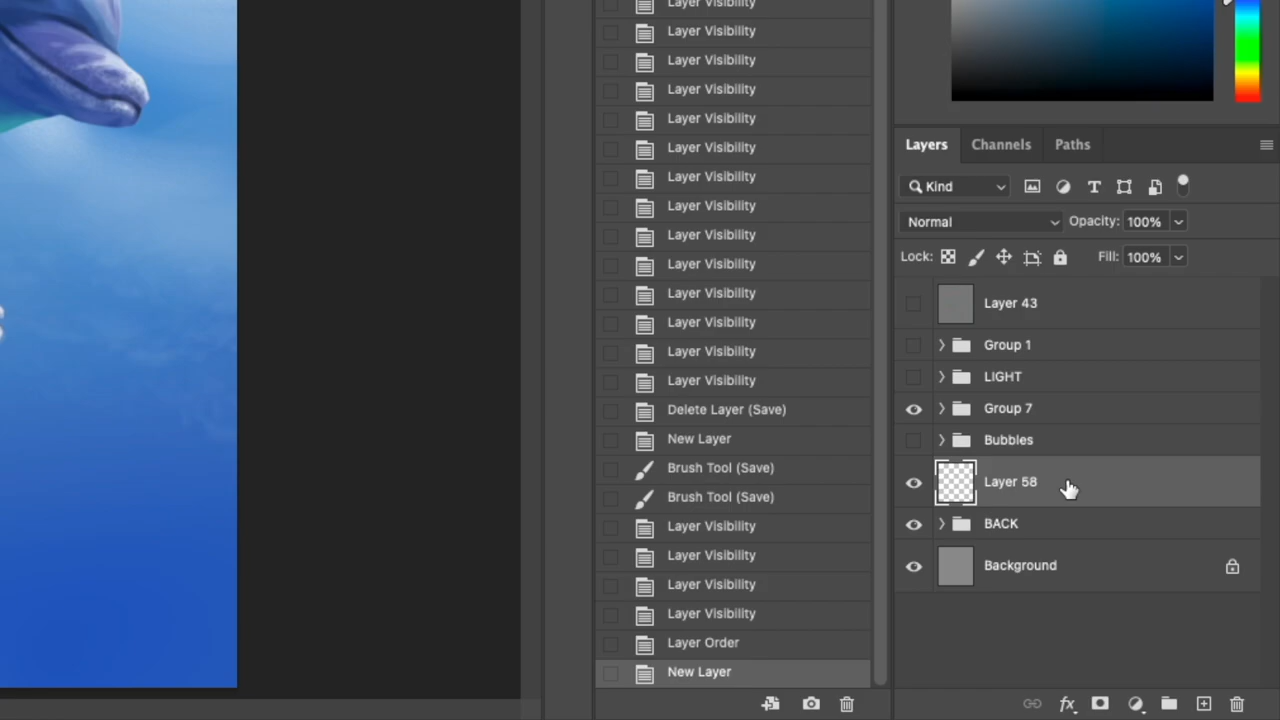 Layer Visibility
Layer Visibility
Layer Visibility
Layer Visibility
Layer Visibility
Layer Visibility
Layer Visibility
Layer Visibility
Layer Visibility
Layer Visibility
Layer Visibility
Layer Visibility
Layer Visibility
Layer Visibility
Delete Layer (Save)
New Layer
Brush Tool (Save)
Brush Tool (Save)
Layer Visibility
Layer Visibility
Layer Visibility
Layer Visibility
Layer Order
New Layer
Layers Channels Paths
Kind
Normal Opacity: 100%
Lock: Fill: 100%
Layer 43
Group 1
LIGHT
Group 7
Bubbles
Layer 58
BACK
Background
fx